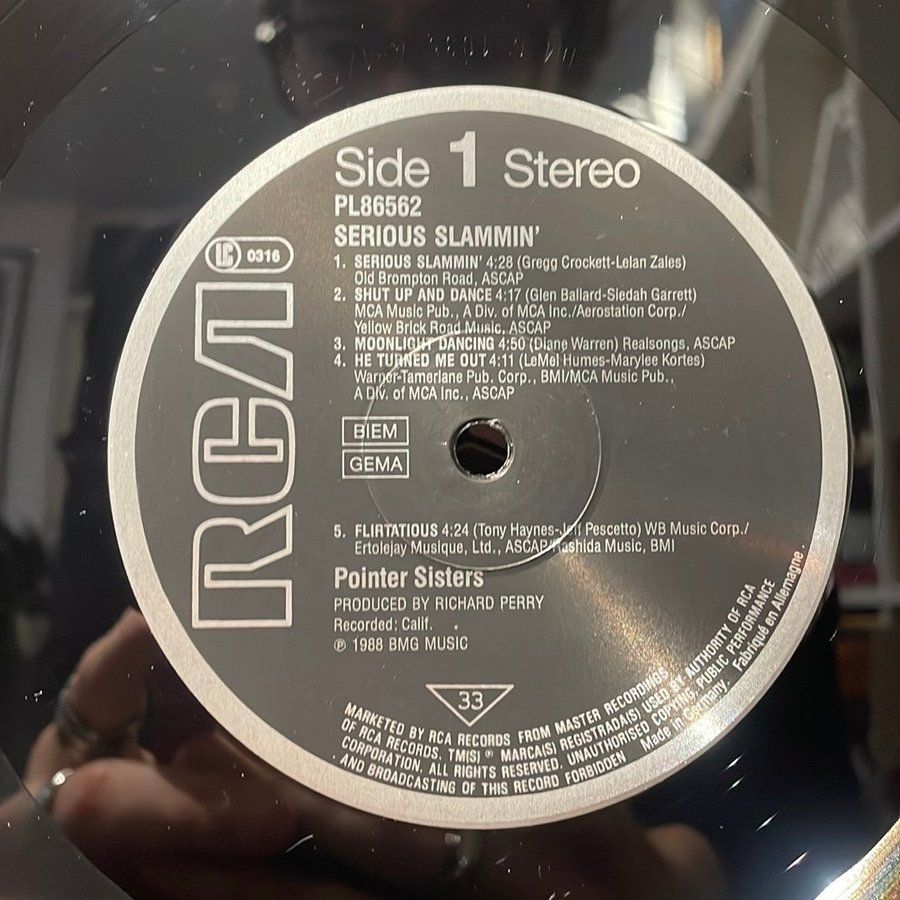 Side 1 Stereo
PL86562
SERIOUS SLAMMIN'
LC 0316
RCA
1. SERIOUS SLAMMIN' 4:28 (Gregg Crockett-Lelan Zales)
Old Brompton Road, ASCAP
2. SHUT UP AND DANCE 4:17 (Glen Ballard-Siedah Garrett)
MCA Music Pub., A Div. of MCA Inc./Aerostation Corp./
Yellow Brick Road Music, ASCAP
3. MOONLIGHT DANCING 4:50 (Diane Warren) Realsongs, ASCAP
4. HE TURNED ME OUT 4:11 (LeMel Humes-Marylee Kortes)
Warner-Tamerlane Pub. Corp., BMI/MCA Music Pub.,
A Div. of MCA Inc., ASCAP
BIEM
GEMA
5. FLIRTATIOUS 4:24 (Tony Haynes-Jeff Pescetto) WB Music Corp./
Ertolejay Musique, Ltd., ASCAP/Rashida Music, BMI
Pointer Sisters
PRODUCED BY RICHARD PERRY
Recorded: Calif.
℗ 1988 BMG MUSIC
33
MARKETED BY RCA RECORDS FROM MASTER RECORDINGS
OF RCA RECORDS. TM(S) ® MARCA(S) REGISTRADA(S) USED BY AUTHORITY OF RCA
CORPORATION. ALL RIGHTS RESERVED. UNAUTHORISED COPYING, PUBLIC PERFORMANCE
AND BROADCASTING OF THIS RECORD FORBIDDEN Made in Germany. Fabriqué en Allemagne.